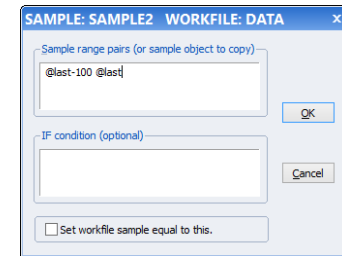 SAMPLE: SAMPLE2 WORKFILE: DATA x
Sample range pairs (or sample object to copy)
@last-100 @last
OK
IF condition (optional)
Cancel
Set workfile sample equal to this.